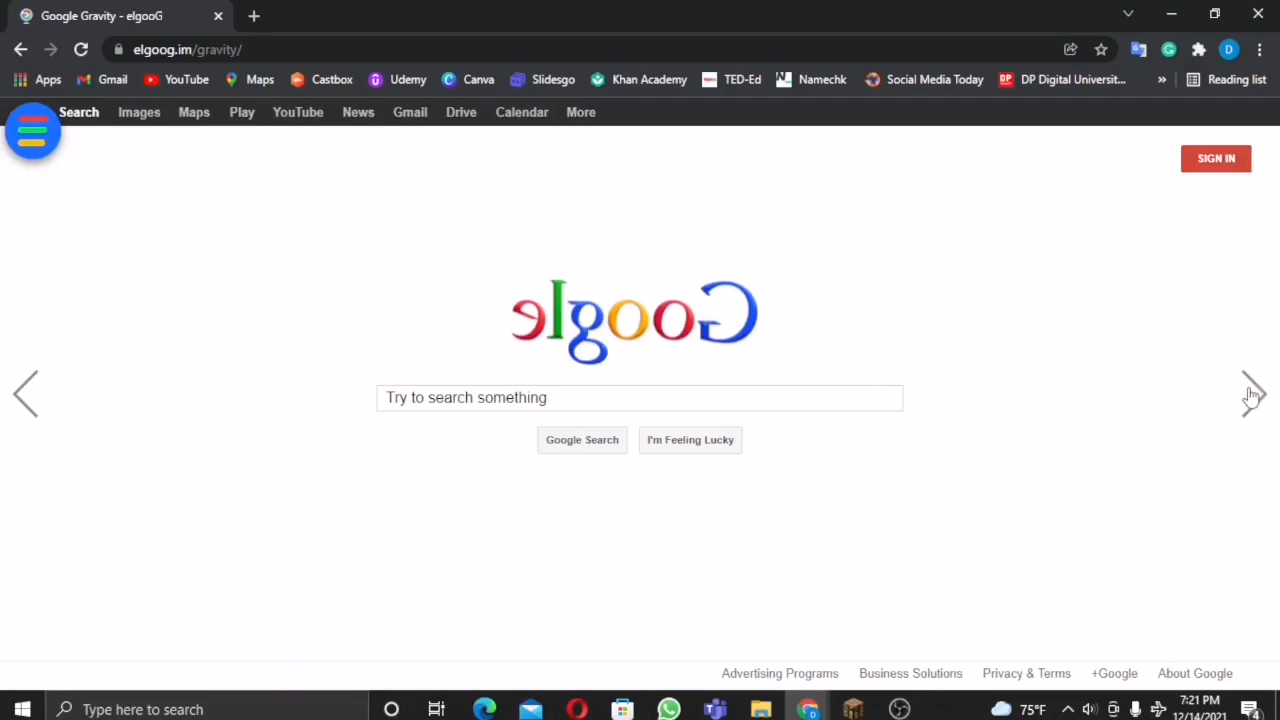 Google Gravity - elgooG
elgoog.im/gravity/
D
Apps Gmail YouTube Maps Castbox Udemy Canva Slidesgo Khan Academy TED-Ed Namechk Social Media Today DP DP Digital Universit... » Reading list
Search Images Maps Play YouTube News Gmail Drive Calendar More
SIGN IN
Google
Try to search something
Google Search I'm Feeling Lucky
Advertising Programs Business Solutions Privacy & Terms +Google About Google
Type here to search
75°F
7:21 PM
12/14/2021
4